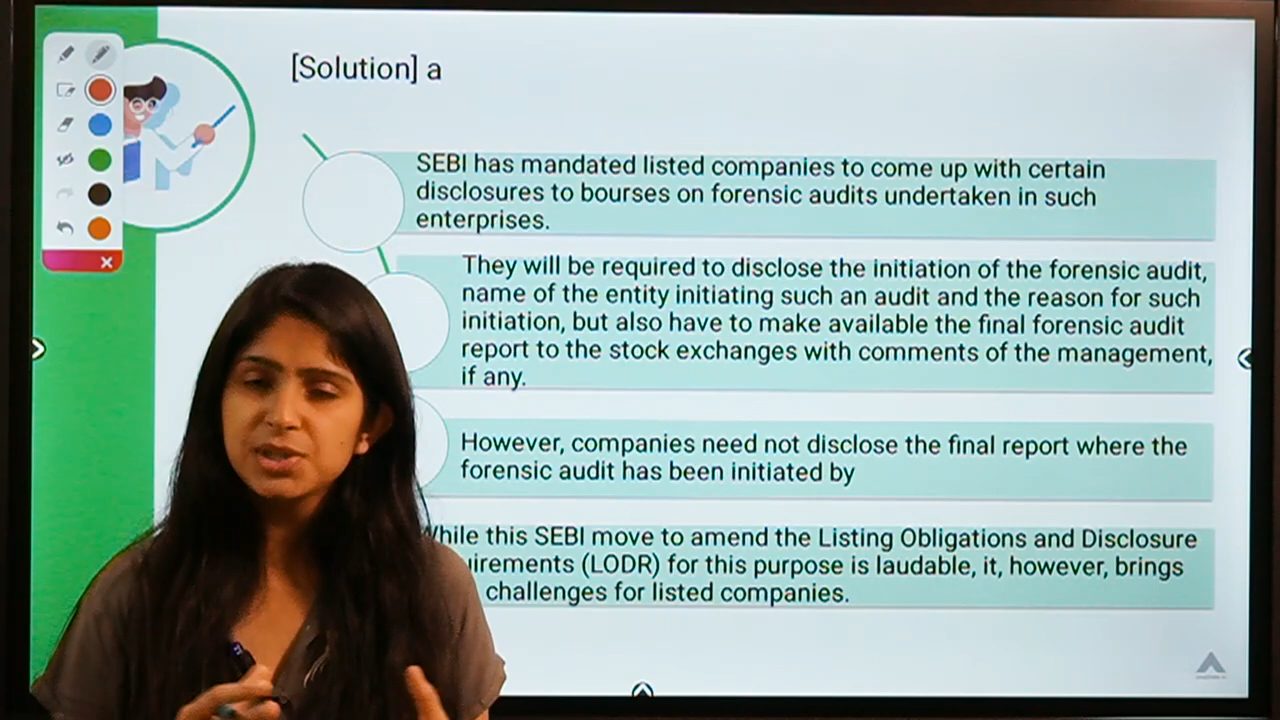 [Solution] a
SEBI has mandated listed companies to come up with certain
disclosures to bourses on forensic audits undertaken in such
enterprises.
They will be required to disclose the initiation of the forensic audit,
name of the entity initiating such an audit and the reason for such
initiation, but also have to make available the final forensic audit
report to the stock exchanges with comments of the management,
if any.
However, companies need not disclose the final report where the
forensic audit has been initiated by
this SEBI move to amend the Listing Obligations and Disclosure
(LODR) for this purpose is laudable, it, however, brings
challenges for listed companies.